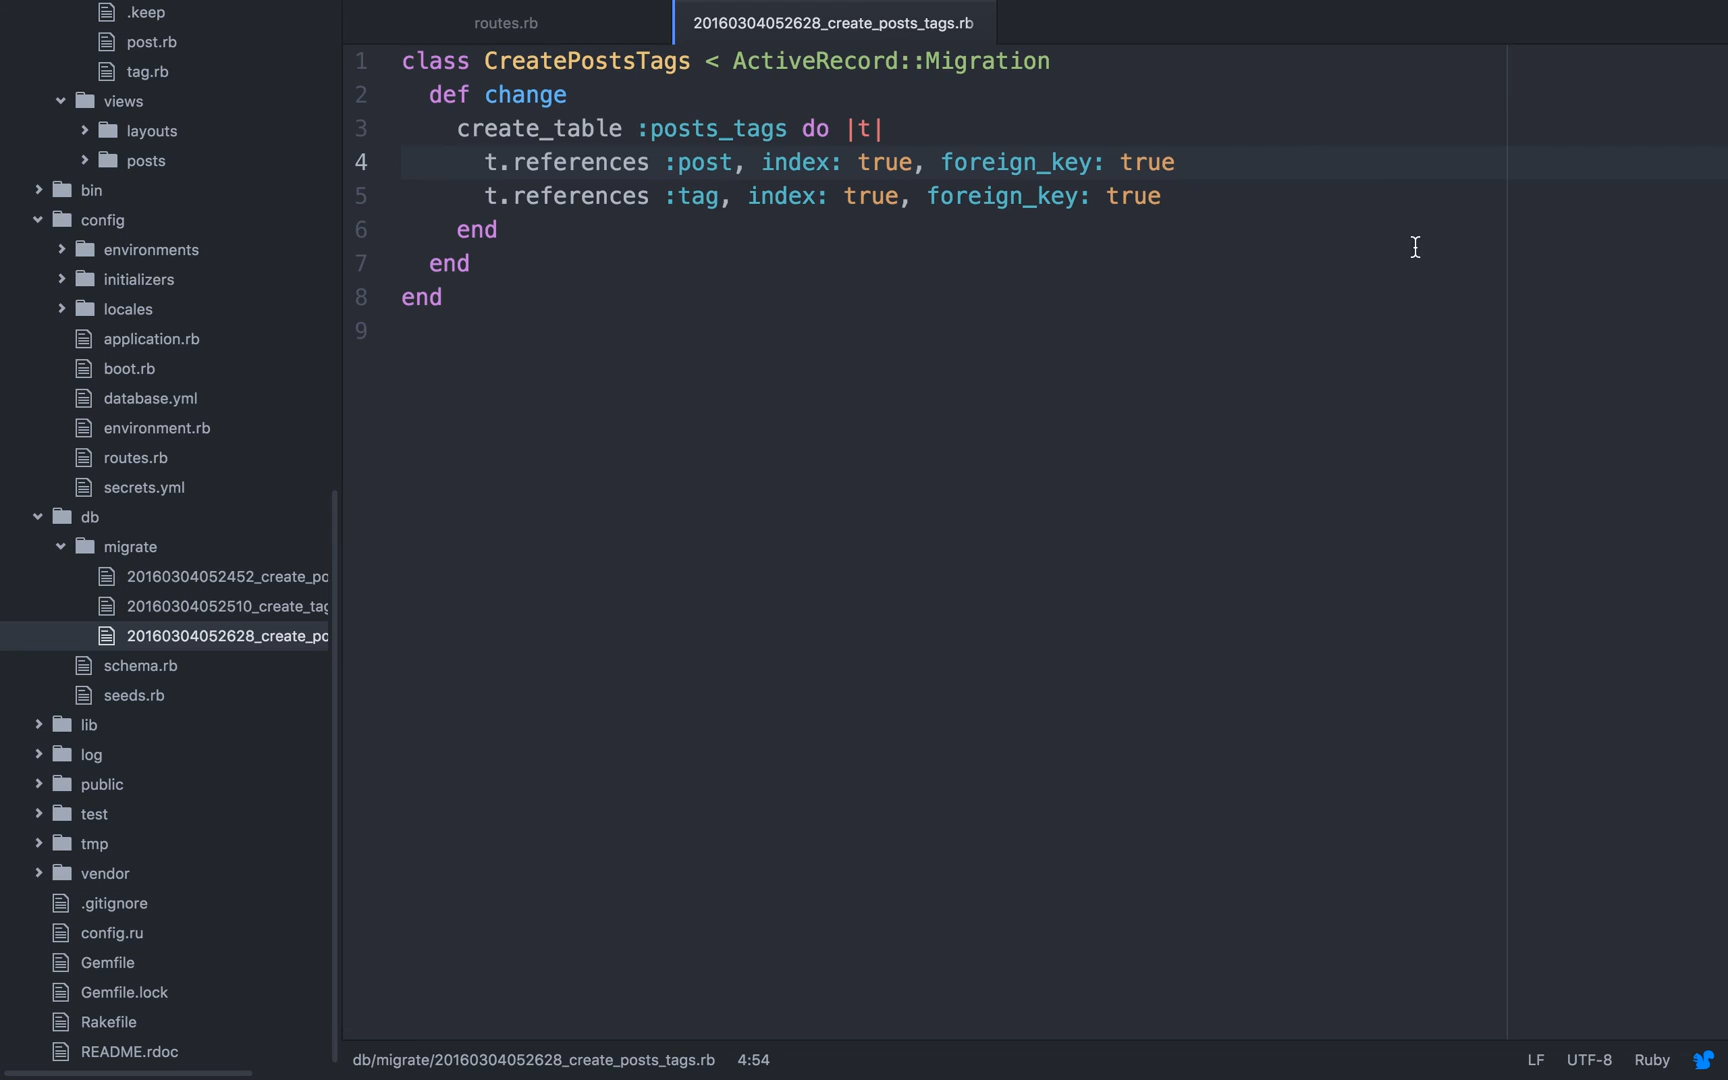 .keep
post.rb
tag.rb
views
layouts
posts
bin
config
environments
initializers
locales
application.rb
boot.rb
database.yml
environment.rb
routes.rb
secrets.yml
db
migrate
20160304052452_create_po
20160304052510_create_tag
20160304052628_create_po
schema.rb
seeds.rb
lib
log
public
test
tmp
vendor
.gitignore
config.ru
Gemfile
Gemfile.lock
Rakefile
README.rdoc
routes.rb
20160304052628_create_posts_tags.rb
1 class CreatePostsTags < ActiveRecord::Migration
2 def change
3 create_table :posts_tags do |t|
4 t.references :post, index: true, foreign_key: true
5 t.references :tag, index: true, foreign_key: true
6 end
7 end
8 end
9
db/migrate/20160304052628_create_posts_tags.rb 4:54
LF UTF-8 Ruby